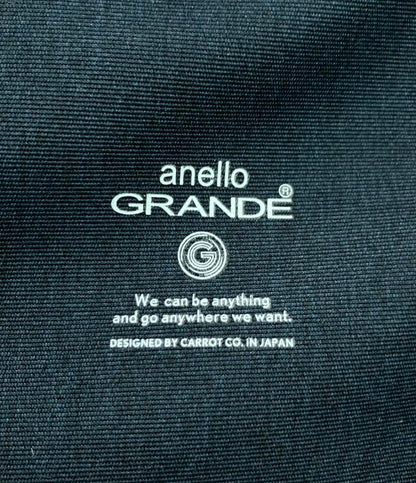 anello
GRANDE®
G
We can be anything
and go anywhere we want.
DESIGNED BY CARROT CO. IN JAPAN